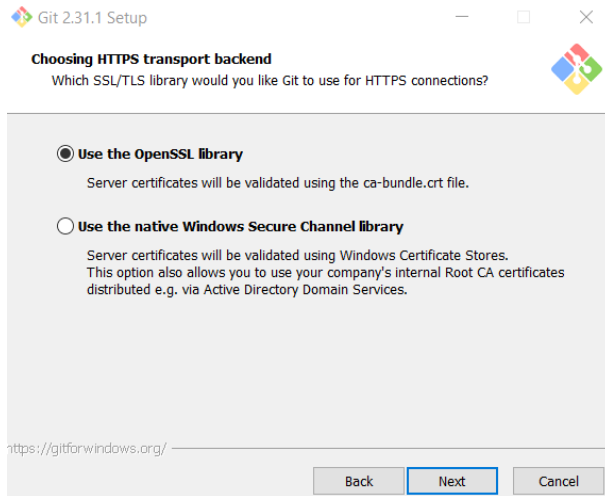 Git 2.31.1 Setup
Choosing HTTPS transport backend
Which SSL/TLS library would you like Git to use for HTTPS connections?
Use the OpenSSL library
Server certificates will be validated using the ca-bundle.crt file.
Use the native Windows Secure Channel library
Server certificates will be validated using Windows Certificate Stores.
This option also allows you to use your company's internal Root CA certificates
distributed e.g. via Active Directory Domain Services.
https://gitforwindows.org/
Back Next Cancel